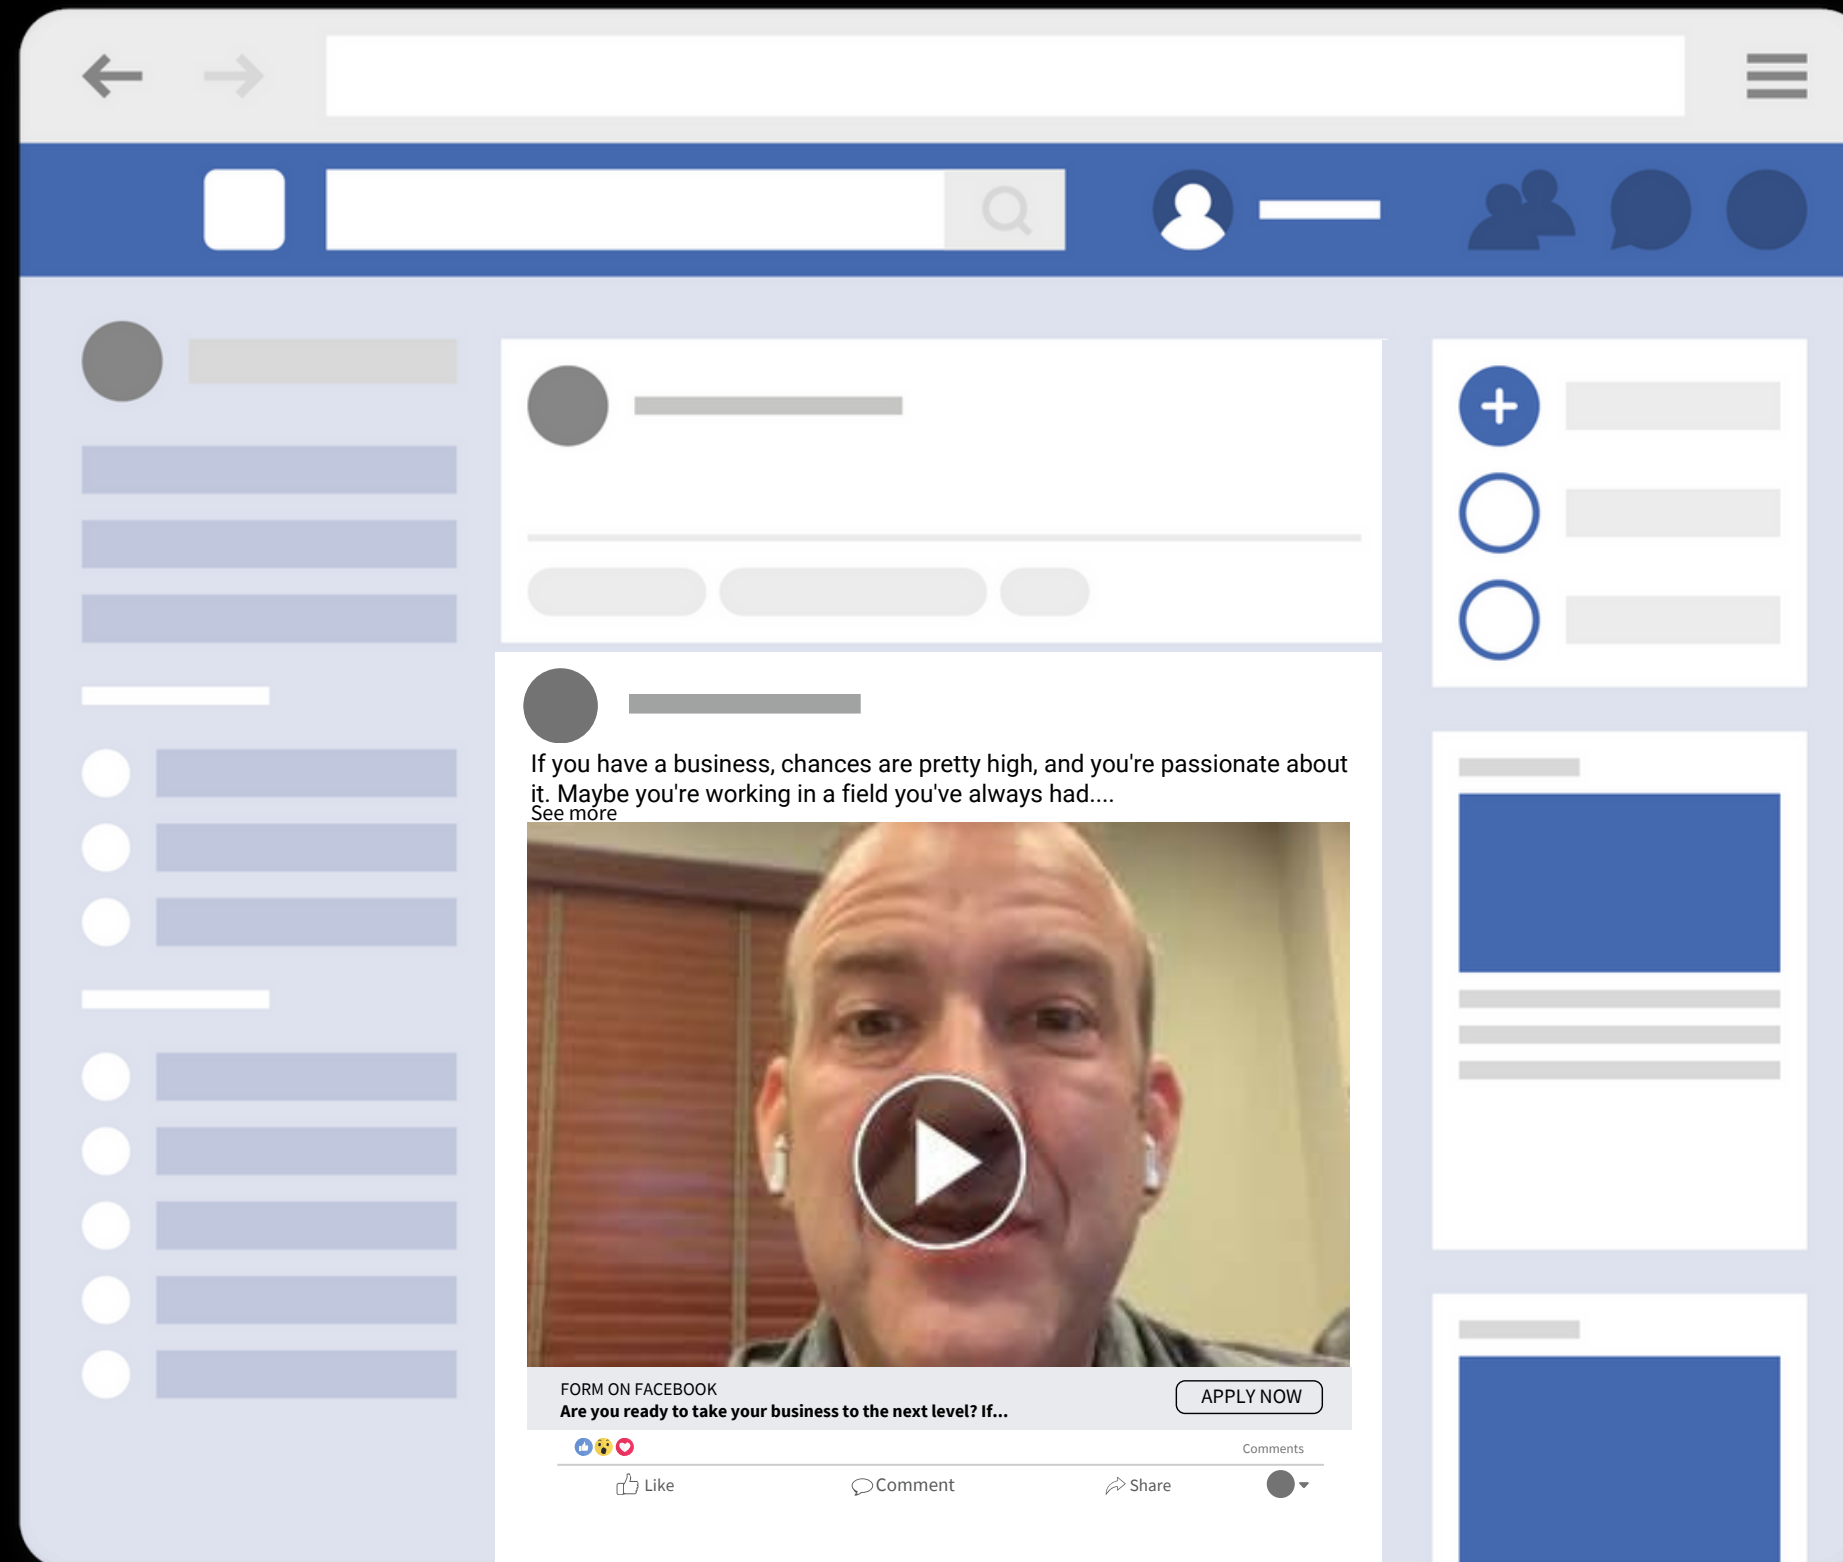 If you have a business, chances are pretty high, and you're passionate about
it. Maybe you're working in a field you've always had....
See more
FORM ON FACEBOOK
Are you ready to take your business to the next level? If...
APPLY NOW
Comments
Like
Comment
Share